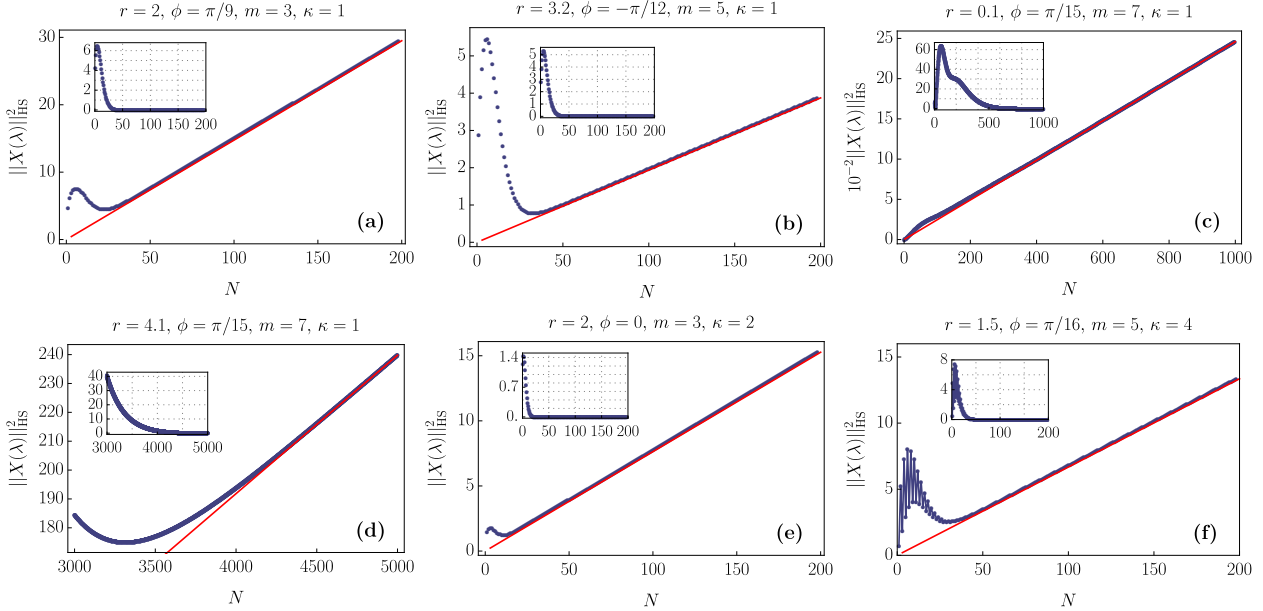 r = 2, ϕ = π/9, m = 3, κ = 1
||X(λ)||²_HS
30
20
10
0
6
5
4
3
2
1
0
0 50 100 150 200
(a)
0 50 100 150 200
N
r = 3.2, ϕ = −π/12, m = 5, κ = 1
||X(λ)||²_HS
5
4
3
2
1
0
5
4
3
2
1
0
0 50 100 150 200
(b)
0 50 100 150 200
N
r = 0.1, ϕ = π/15, m = 7, κ = 1
10⁻²||X(λ)||²_HS
25
20
15
10
5
0
60
40
20
0
0 500 1000
(c)
0 200 400 600 800 1000
N
r = 4.1, ϕ = π/15, m = 7, κ = 1
||X(λ)||²_HS
240
230
220
210
200
190
180
40
30
20
10
0
3000 4000 5000
(d)
3000 3500 4000 4500 5000
N
r = 2, ϕ = 0, m = 3, κ = 2
||X(λ)||²_HS
15
10
5
0
1.4
0.7
0
0 50 100 150 200
(e)
0 50 100 150 200
N
r = 1.5, ϕ = π/16, m = 5, κ = 4
||X(λ)||²_HS
15
10
5
0
8
4
0
0 100 200
(f)
0 50 100 150 200
N